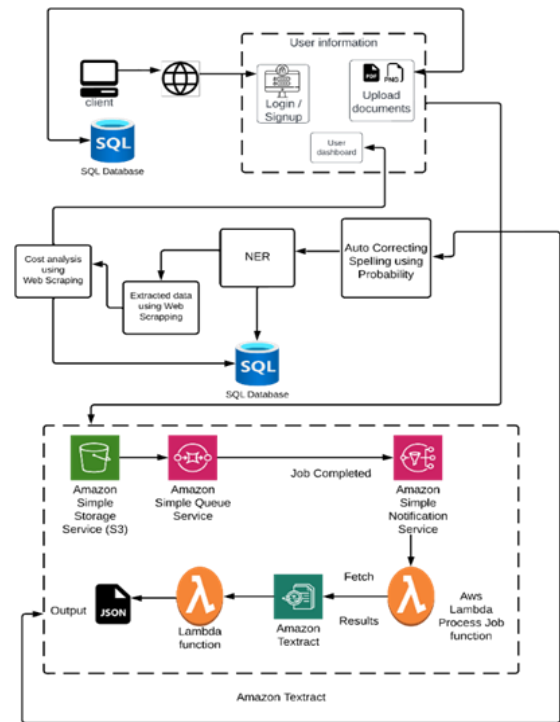 User information
client
Login /
Signup
PDF
PNG
Upload
documents
SQL
SQL Database
User
dashboard
Cost analysis
using
Web Scraping
Extracted data
using Web
Scrapping
NER
Auto Correcting
Spelling using
Probability
SQL
SQL Database
Amazon
Simple
Storage
Service (S3)
Amazon
Simple Queue
Service
Job Completed
Amazon
Simple
Notification
Service
Output
JSON
Lambda
function
Amazon
Textract
Fetch
Results
Aws
Lambda
Process Job
function
Amazon Textract